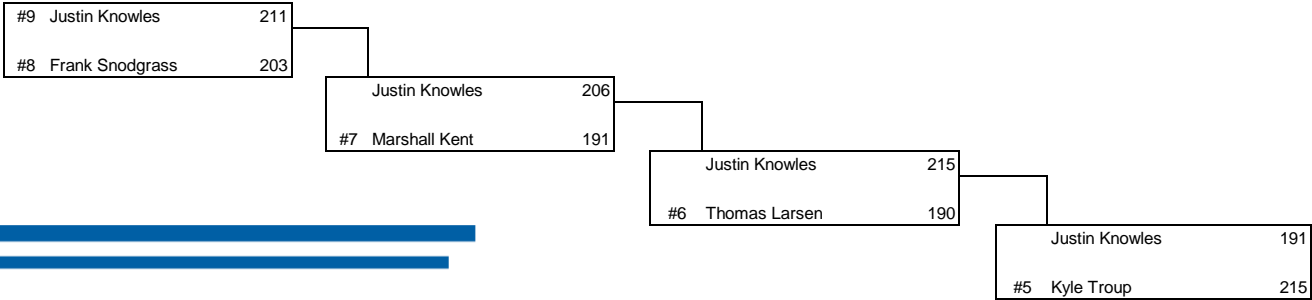 #9 Justin Knowles 211
#8 Frank Snodgrass 203
Justin Knowles 206
#7 Marshall Kent 191
Justin Knowles 215
#6 Thomas Larsen 190
Justin Knowles 191
#5 Kyle Troup 215